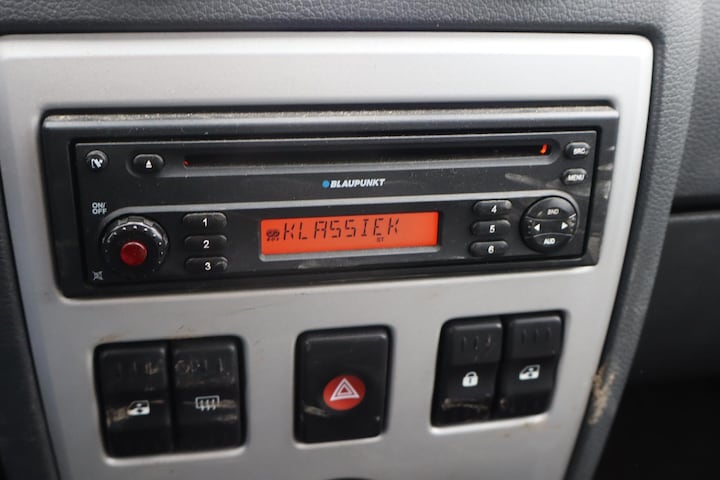 BLAUPUNKT
SRC
MENU
ON/
OFF
1
2
3
KLASSIEK
ST
4
5
6
BND
AUD